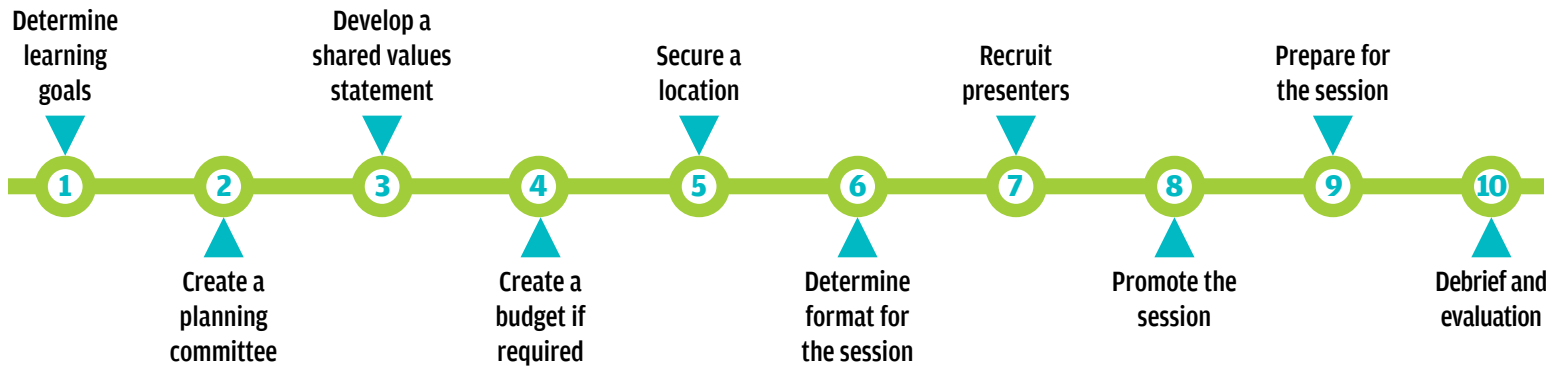 Determine
learning
goals
Develop a
shared values
statement
Secure a
location
Recruit
presenters
Prepare for
the session
1
2
3
4
5
6
7
8
9
10
Create a
planning
committee
Create a
budget if
required
Determine
format for
the session
Promote the
session
Debrief and
evaluation